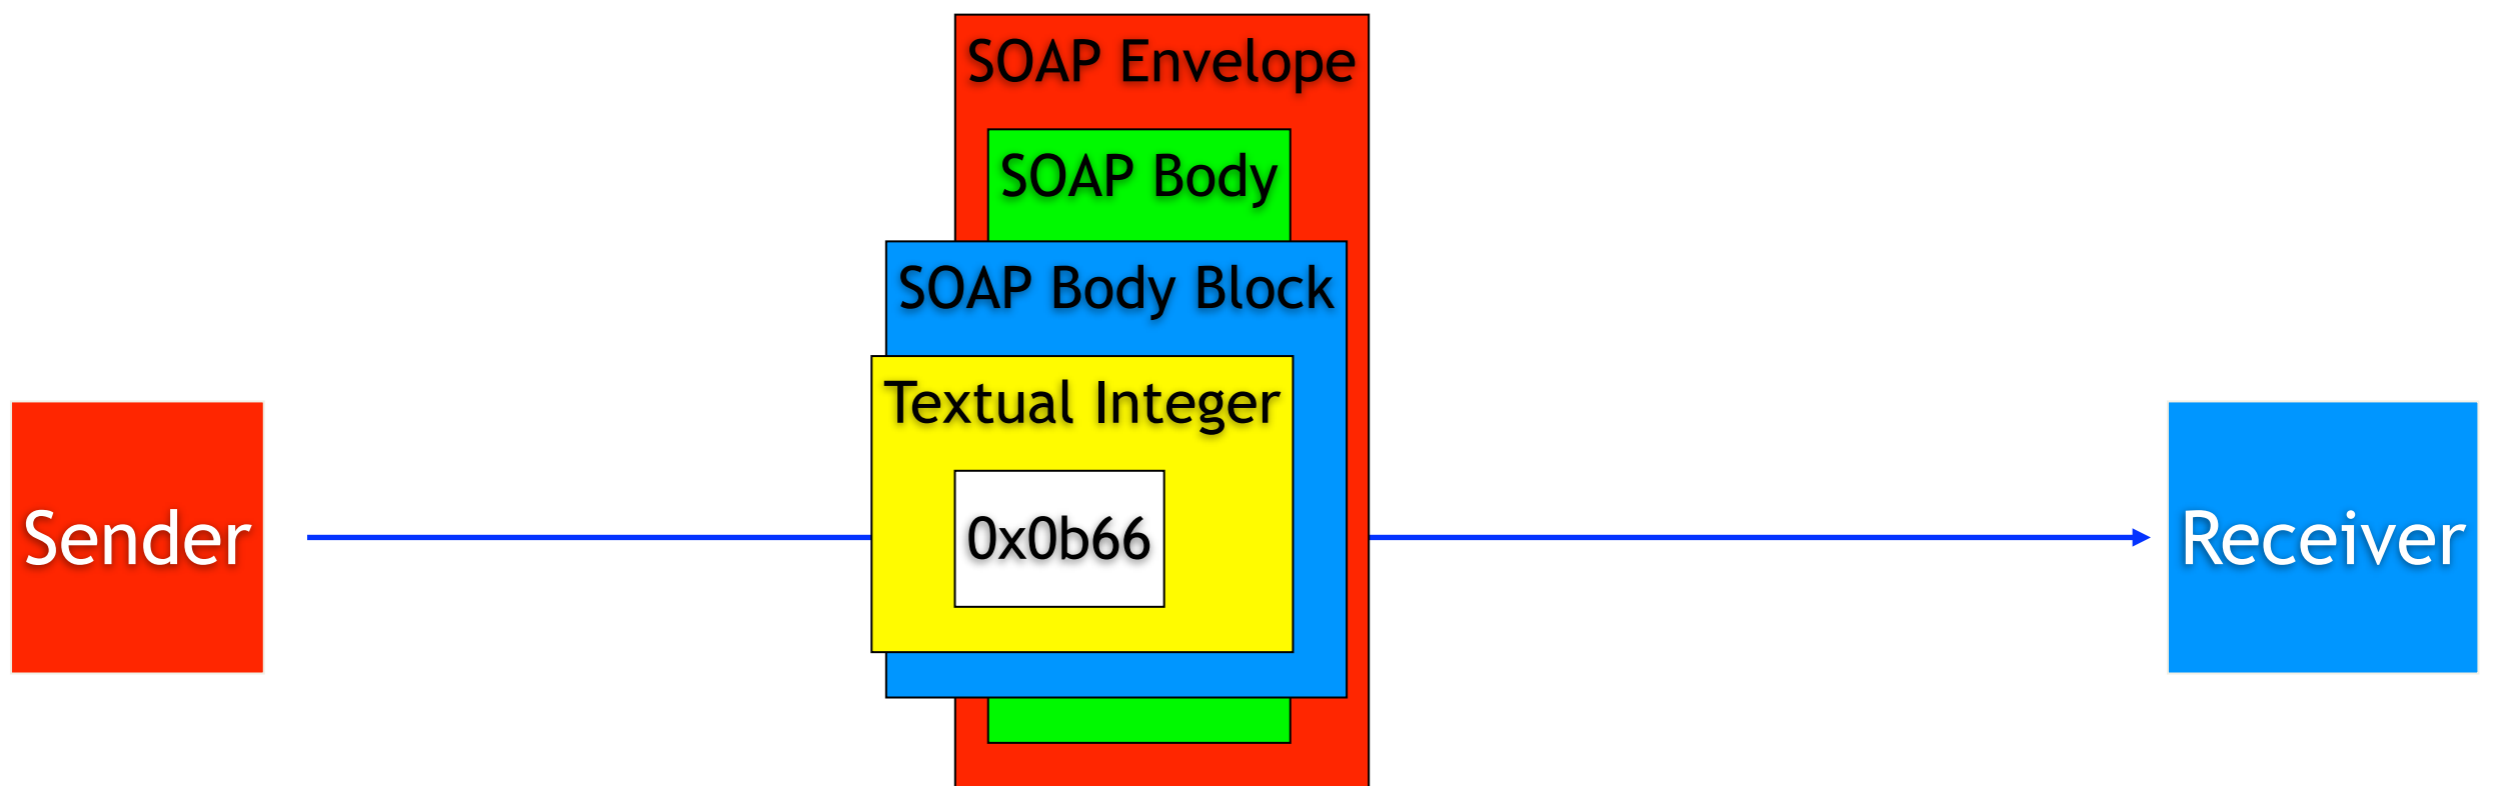 SOAP Envelope
SOAP Body
SOAP Body Block
Textual Integer
Sender
0x0b66
Receiver